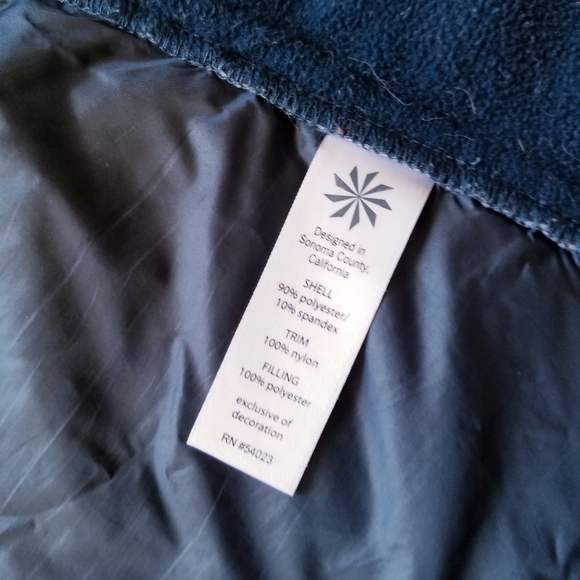 Designed in
Sonoma County,
California
SHELL
90% polyester/
10% spandex
TRIM
100% nylon
FILLING
100% polyester
exclusive of
decoration
RN #54023